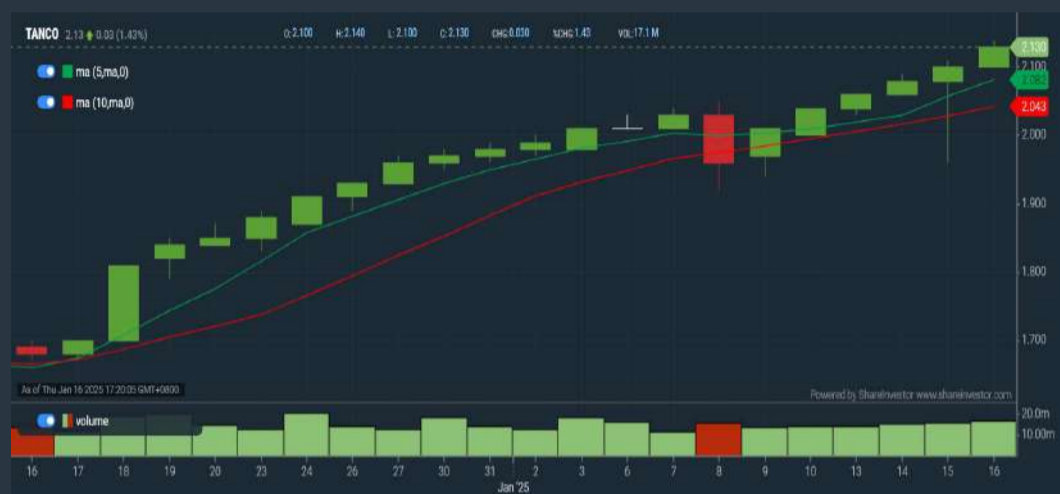 TANCO 2.13 0.03 (1.43%) O:2.100 H:2.140 L:2.100 C:2.130 CHG:0.030 %CHG:1.43 VOL:17.1 M
2.130
2.100
ma (5,ma,0)
2.082
ma (10,ma,0)
2.043
2.000
1.900
1.800
1.700
As of Thu Jan 16 2025 17:20:05 GMT+0800
Powered by ShareInvestor www.shareinvestor.com
volume
20.0m
10.00m
16 17 18 19 20 23 24 26 27 30 31 2 3 6 7 8 9 10 13 14 15 16
Jan '25